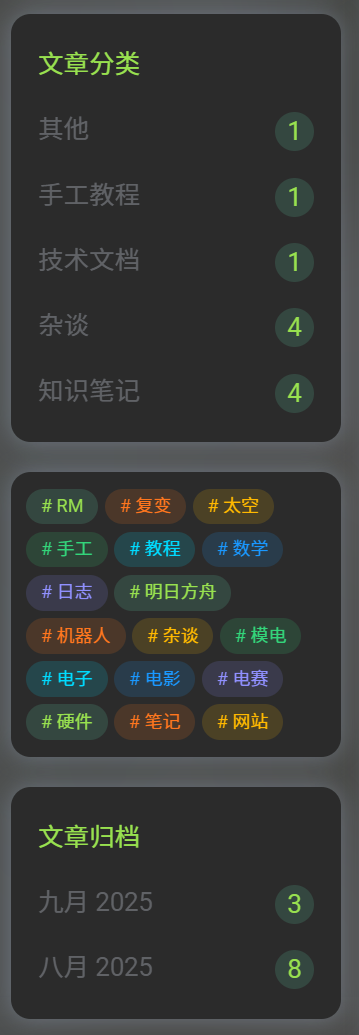 文章分类
其他 1
手工教程 1
技术文档 1
杂谈 4
知识笔记 4
# RM # 复变 # 太空
# 手工 # 教程 # 数学
# 日志 # 明日方舟
# 机器人 # 杂谈 # 模电
# 电子 # 电影 # 电赛
# 硬件 # 笔记 # 网站
文章归档
九月 2025 3
八月 2025 8